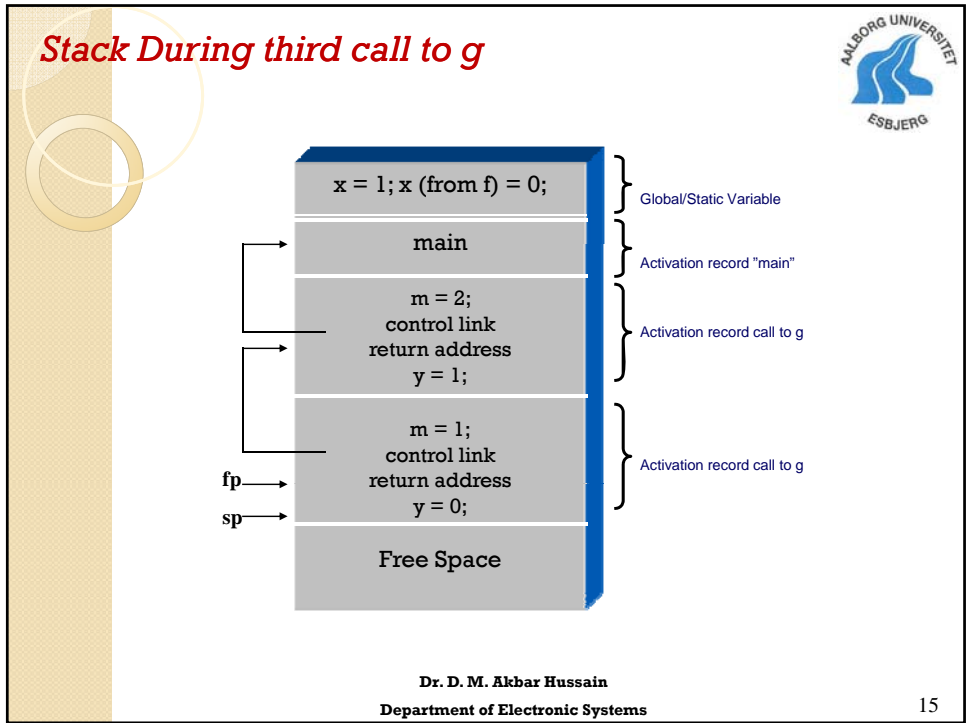 Stack During third call to g
AALBORG UNIVERSITET
ESBJERG
x = 1; x (from f) = 0;
Global/Static Variable
main
Activation record ”main”
m = 2;
control link
return address
y = 1;
Activation record call to g
m = 1;
control link
return address
y = 0;
Activation record call to g
fp
sp
Free Space
Dr. D. M. Akbar Hussain
Department of Electronic Systems
15